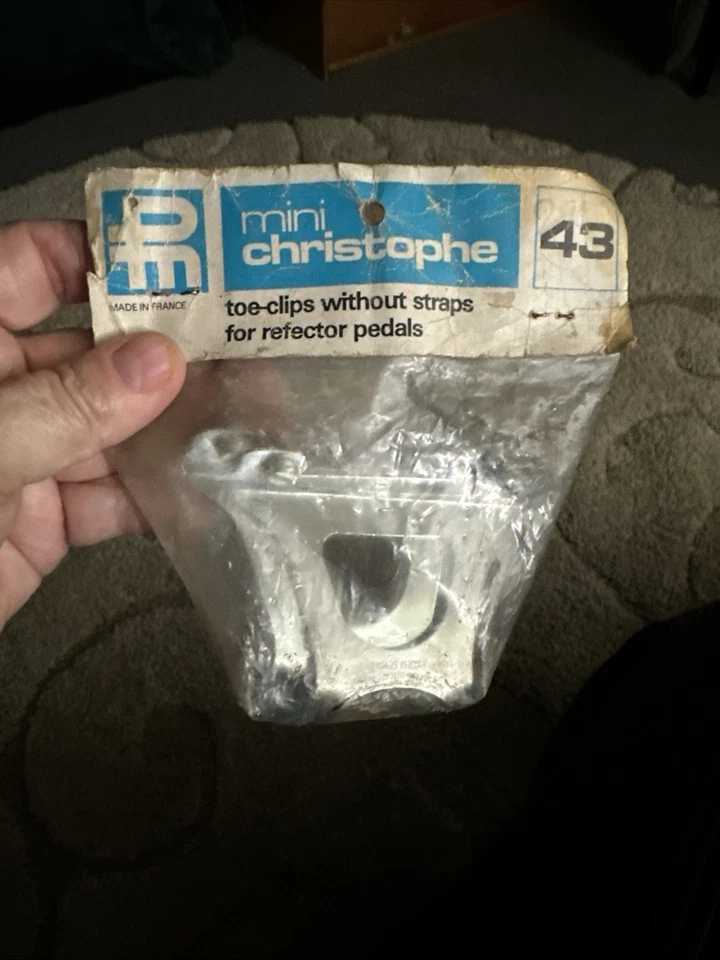 mini
christophe
43
MADE IN FRANCE
toe-clips without straps
for refector pedals